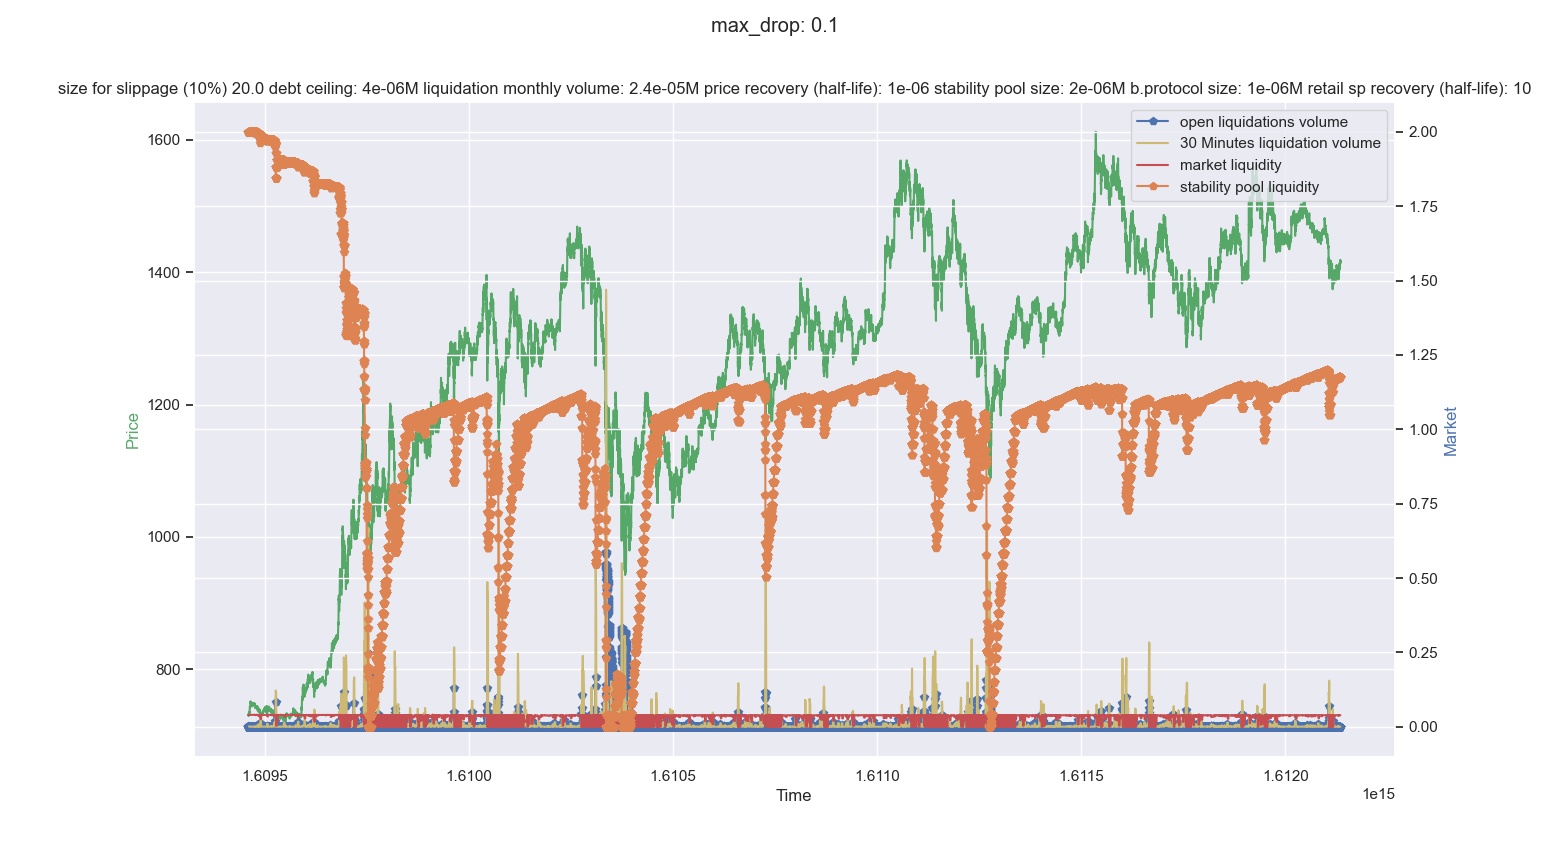 max_drop: 0.1
size for slippage (10%) 20.0 debt ceiling: 4e-06M liquidation monthly volume: 2.4e-05M price recovery (half-life): 1e-06 stability pool size: 2e-06M b.protocol size: 1e-06M retail sp recovery (half-life): 10
open liquidations volume
30 Minutes liquidation volume
market liquidity
stability pool liquidity
1600
1400
1200
1000
800
Price
2.00
1.75
1.50
1.25
1.00
0.75
0.50
0.25
0.00
Market
1.6095
1.6100
1.6105
1.6110
1.6115
1.6120
1e15
Time